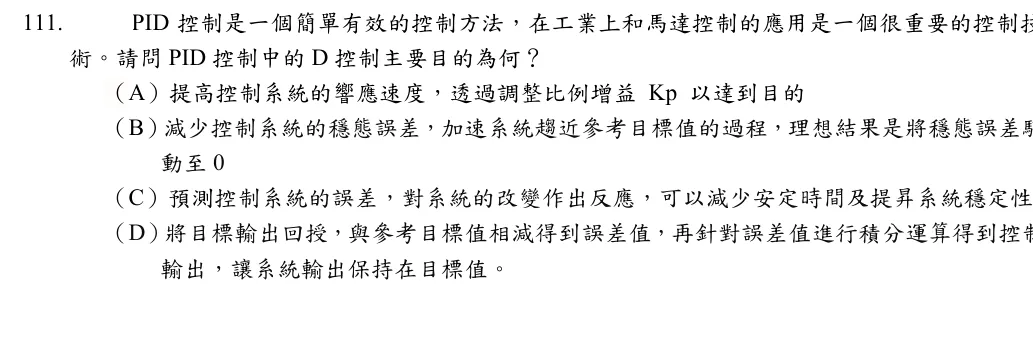 111. PID 控制是一個簡單有效的控制方法，在工業上和馬達控制的應用是一個很重要的控制技
術。請問 PID 控制中的 D 控制主要目的為何？
（A）提高控制系統的響應速度，透過調整比例增益 Kp 以達到目的
（B）減少控制系統的穩態誤差，加速系統趨近參考目標值的過程，理想結果是將穩態誤差驅
動至 0
（C）預測控制系統的誤差，對系統的改變作出反應，可以減少安定時間及提昇系統穩定性
（D）將目標輸出回授，與參考目標值相減得到誤差值，再針對誤差值進行積分運算得到控制
輸出，讓系統輸出保持在目標值。